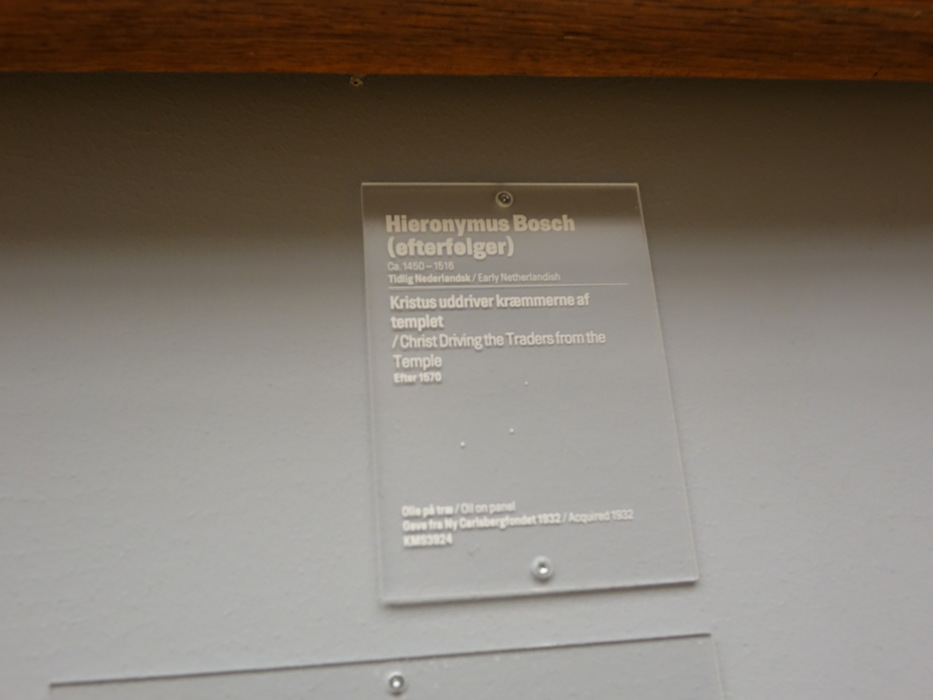 Hieronymus Bosch
(efterfølger)
Ca. 1450 – 1516
Tidlig Nederlandsk / Early Netherlandish
Kristus uddriver kræmmerne af
templet
/ Christ Driving the Traders from the
Temple
Efter 1570
Olie på træ / Oil on panel
Gave fra Ny Carlsbergfondet 1932 / Acquired 1932
KMS3924